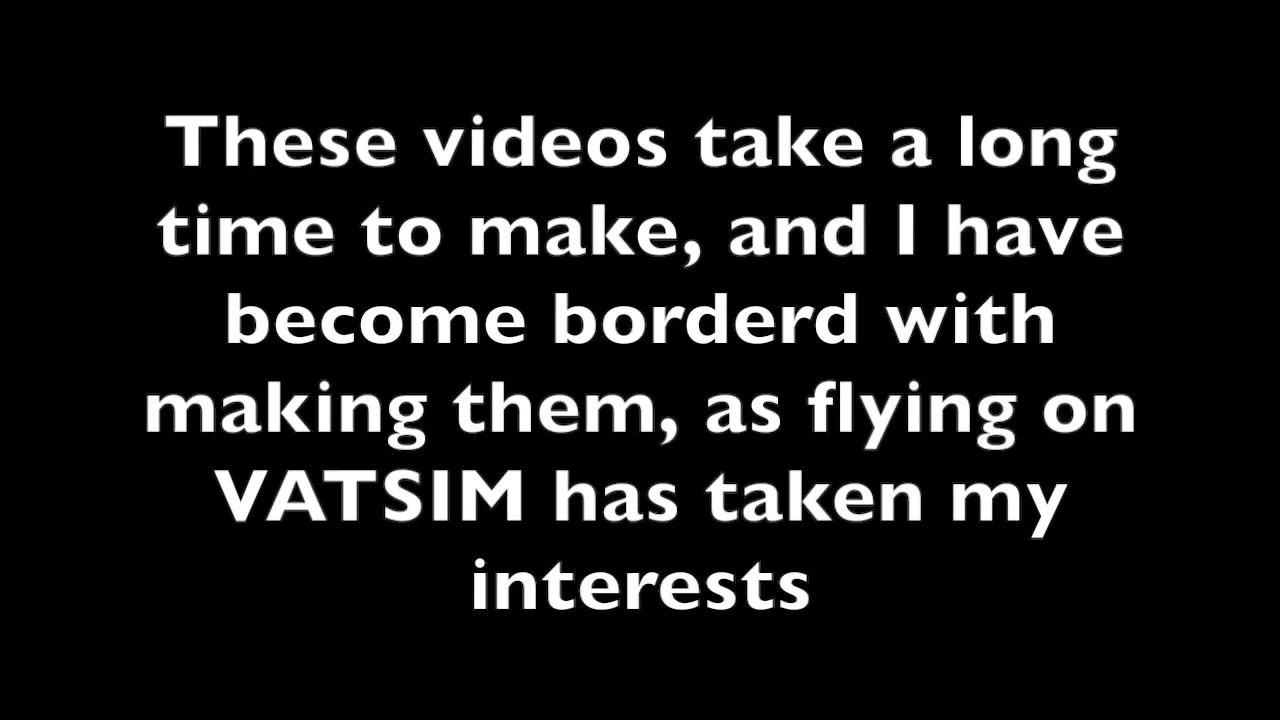 These videos take a long
time to make, and I have
become borderd with
making them, as flying on
VATSIM has taken my
interests